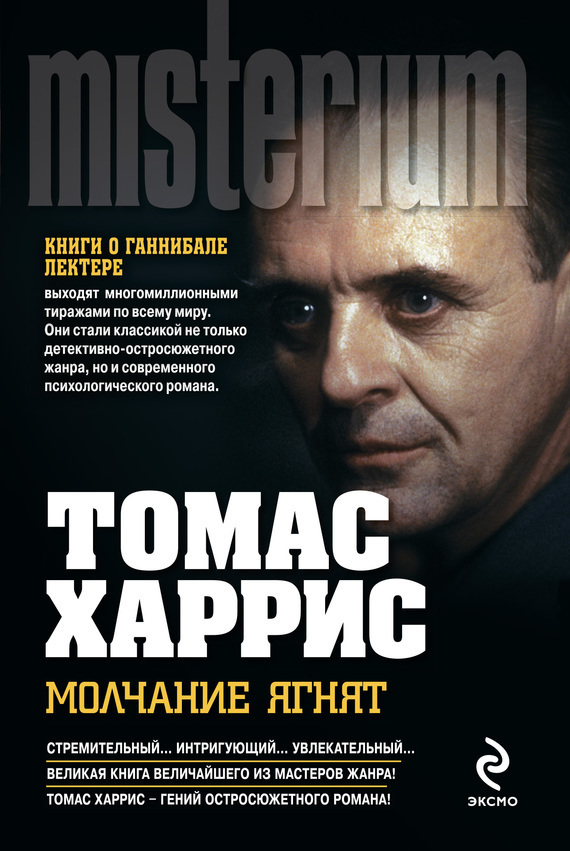 misterium
КНИГИ О ГАННИБАЛЕ
ЛЕКТЕРЕ
выходят многомиллионными
тиражами по всему миру.
Они стали классикой не только
детективно-остросюжетного
жанра, но и современного
психологического романа.
ТОМАС
ХАРРИС
МОЛЧАНИЕ ЯГНЯТ
СТРЕМИТЕЛЬНЫЙ... ИНТРИГУЮЩИЙ... УВЛЕКАТЕЛЬНЫЙ...
ВЕЛИКАЯ КНИГА ВЕЛИЧАЙШЕГО ИЗ МАСТЕРОВ ЖАНРА!
ТОМАС ХАРРИС – ГЕНИЙ ОСТРОСЮЖЕТНОГО РОМАНА!
ЭКСМО